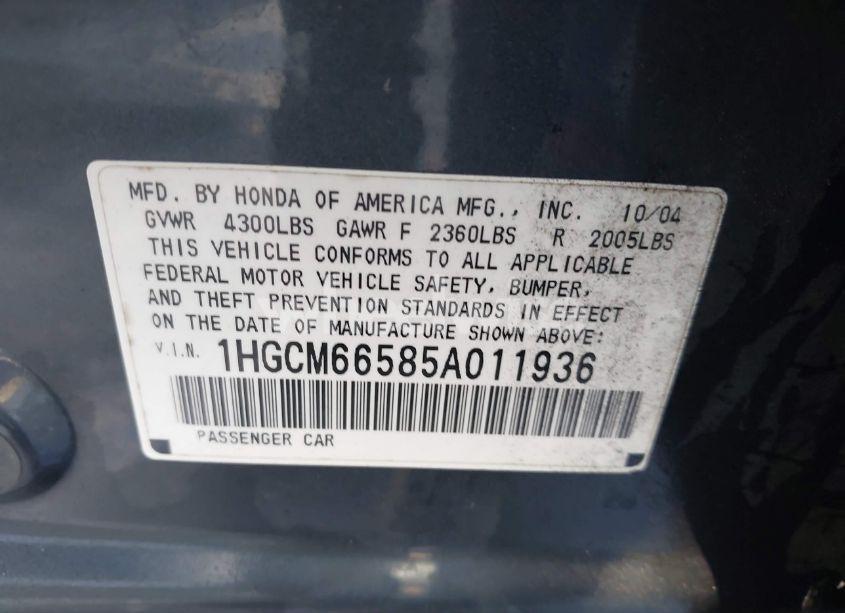 MFD. BY HONDA OF AMERICA MFG., INC. 10/04
GVWR 4300LBS GAWR F 2360LBS R 2005LBS
THIS VEHICLE CONFORMS TO ALL APPLICABLE
FEDERAL MOTOR VEHICLE SAFETY, BUMPER,
AND THEFT PREVENTION STANDARDS IN EFFECT
ON THE DATE OF MANUFACTURE SHOWN ABOVE:
V.I.N. 1HGCM66585A011936
PASSENGER CAR